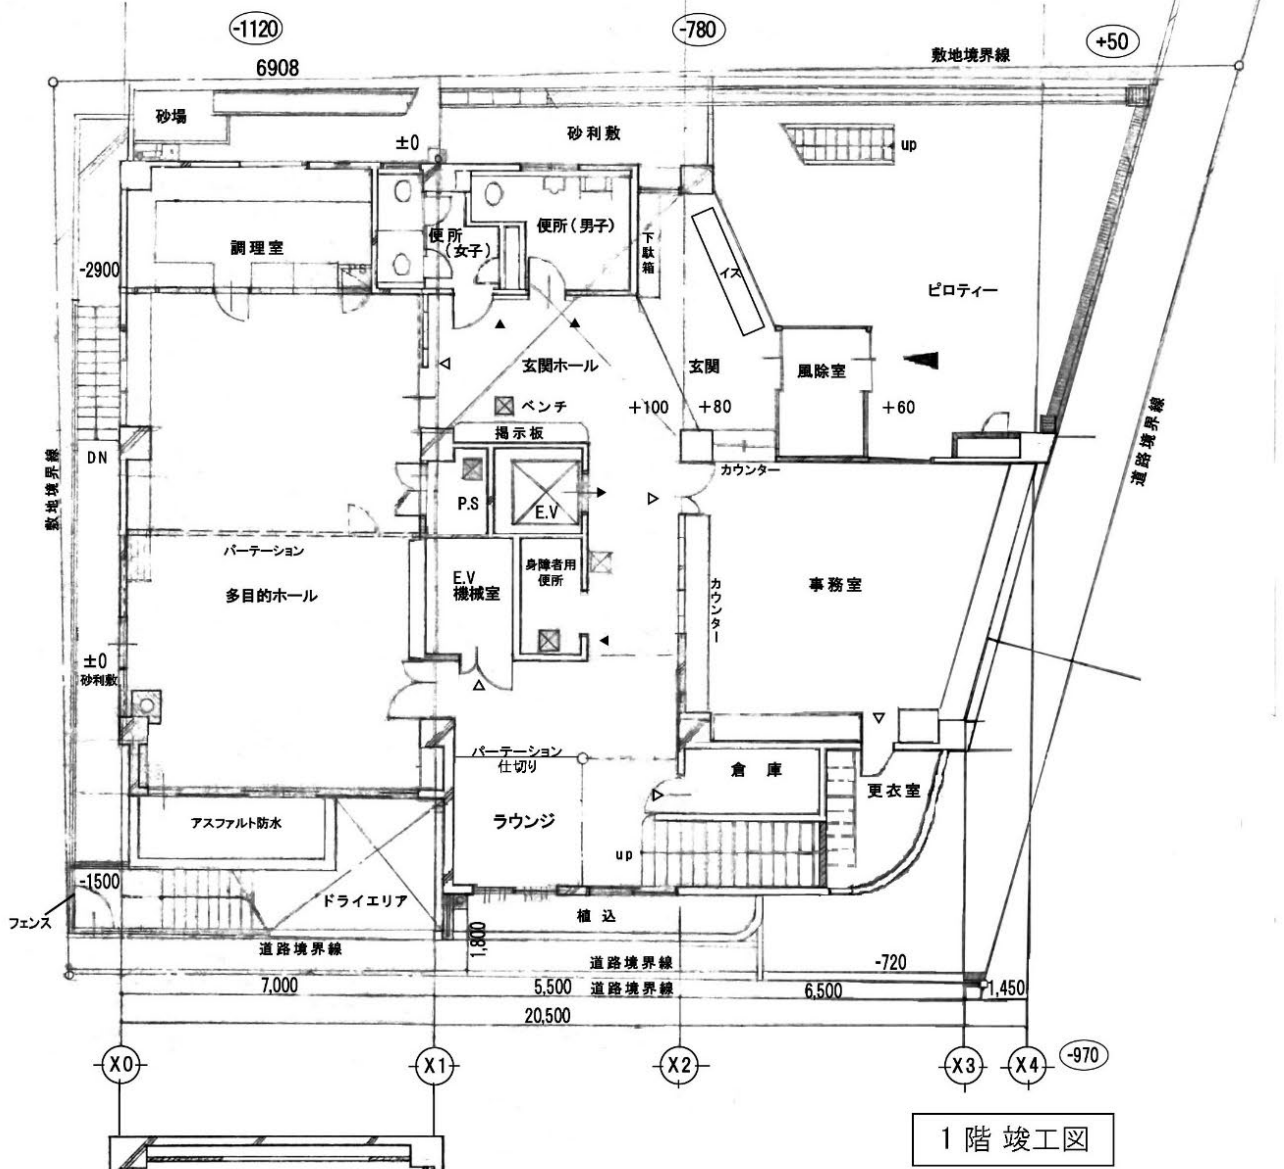 -1120
-780
+50
6908
敷地境界線
砂場
±0
砂利敷
up
調理室
P.S
便所
(女子)
便所(男子)
下駄箱
イス
-2900
ピロティー
玄関ホール
玄関
風除室
ベンチ
+100
+80
+60
掲示板
カウンター
道路境界線
DN
敷地境界線
P.S
E.V
パーテーション
多目的ホール
E.V
機械室
身障者用
便所
カウンター
事務室
±0
砂利敷
パーテーション
仕切り
倉庫
更衣室
ラウンジ
アスファルト防水
up
-1500
フェンス
ドライエリア
植込
1,800
道路境界線
道路境界線
-720
7,000
5,500
道路境界線
6,500
1,450
20,500
X0
X1
X2
X3
X4
-970
1階 竣工図